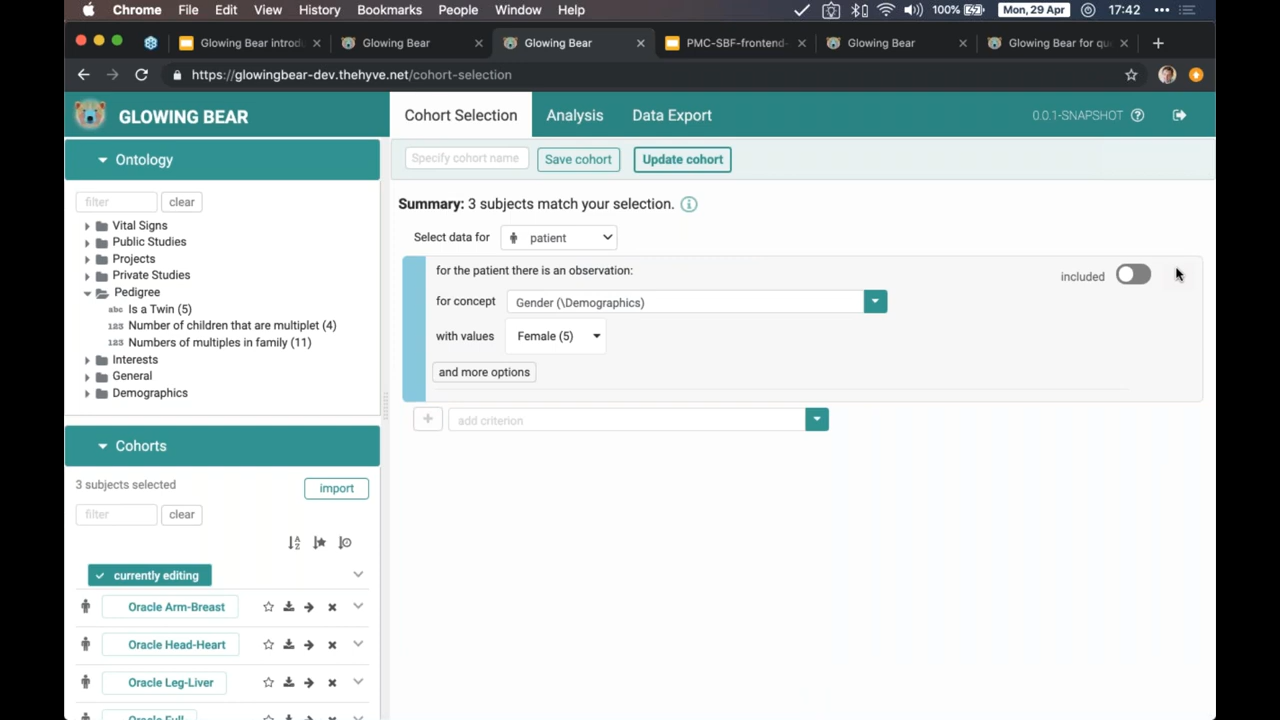 Chrome File Edit View History Bookmarks People Window Help 100% Mon, 29 Apr 17:42
Glowing Bear introd Glowing Bear Glowing Bear PMC-SBF-frontend- Glowing Bear Glowing Bear for qu
https://glowingbear-dev.thehyve.net/cohort-selection
GLOWING BEAR
Cohort Selection Analysis Data Export 0.0.1-SNAPSHOT
Ontology
filter clear
Vital Signs
Public Studies
Projects
Private Studies
Pedigree
abc Is a Twin (5)
123 Number of children that are multiplet (4)
123 Numbers of multiples in family (11)
Interests
General
Demographics
Cohorts
3 subjects selected
import
filter clear
currently editing
Oracle Arm-Breast
Oracle Head-Heart
Oracle Leg-Liver
Oracle Full
Specify cohort name Save cohort Update cohort
Summary: 3 subjects match your selection.
Select data for patient
for the patient there is an observation:
included
for concept Gender (\Demographics)
with values Female (5)
and more options
add criterion